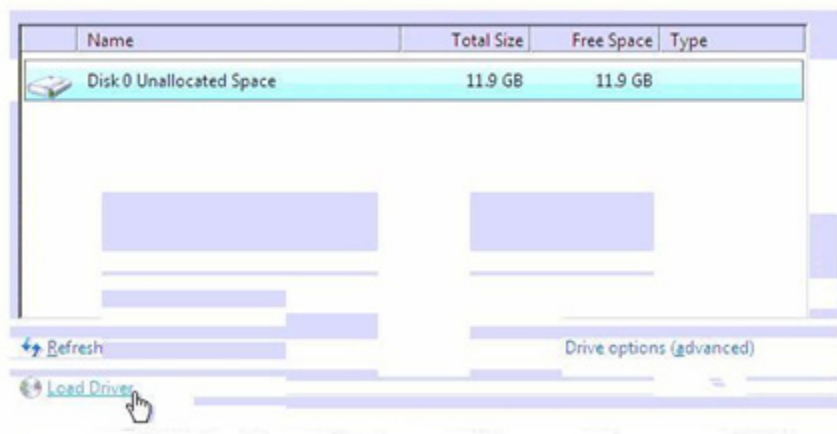 Name Total Size Free Space Type
Disk 0 Unallocated Space 11.9 GB 11.9 GB
Refresh Drive options (advanced)
Load Driver